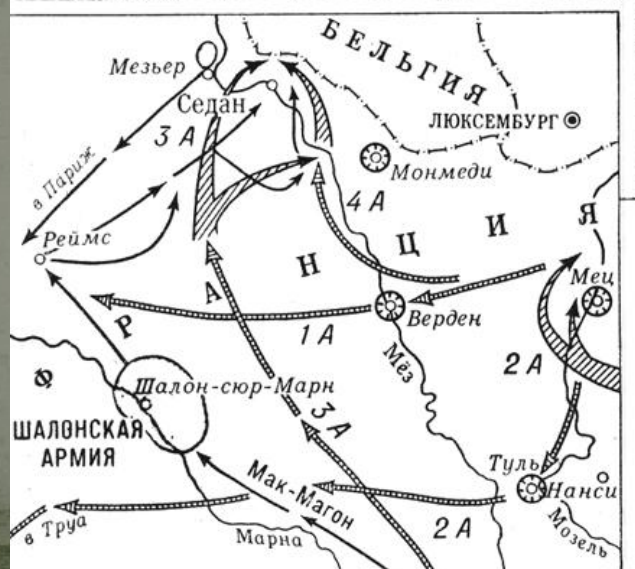 БЕЛЬГИЯ
Мезьер
Седан
ЛЮКСЕМБУРГ
3 А
Монмеди
в Париж
4 А
Реймс
ФРАНЦИЯ
Мец
Верден
1 А
2 А
Мёз
Шалон-сюр-Марн
3 А
ШАЛОНСКАЯ
АРМИЯ
Мак-Магон
Туль
Нанси
2 А
в Труа
Марна
Мозель